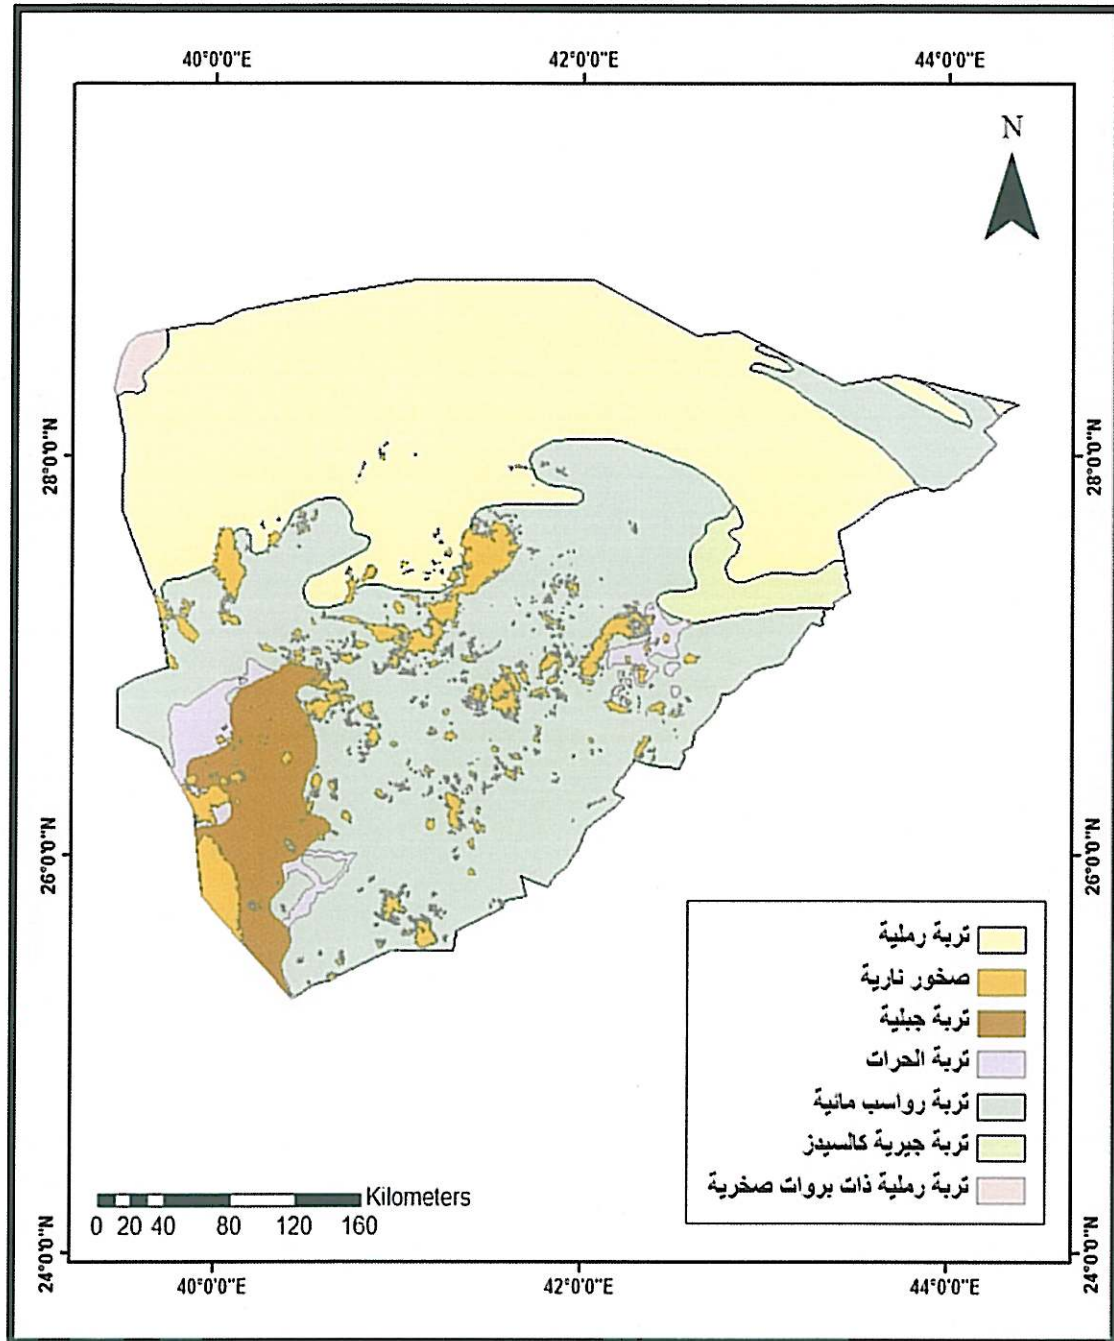 40°0'0"E 42°0'0"E 44°0'0"E
N
28°0'0"N 28°0'0"N
26°0'0"N 26°0'0"N
تربة رملية
صخور نارية
تربة جبلية
تربة الحرات
تربة رواسب مائية
تربة جيرية كالسيدز
تربة رملية ذات بروات صخرية
Kilometers
0 20 40 80 120 160
24°0'0"N 24°0'0"N
40°0'0"E 42°0'0"E 44°0'0"E